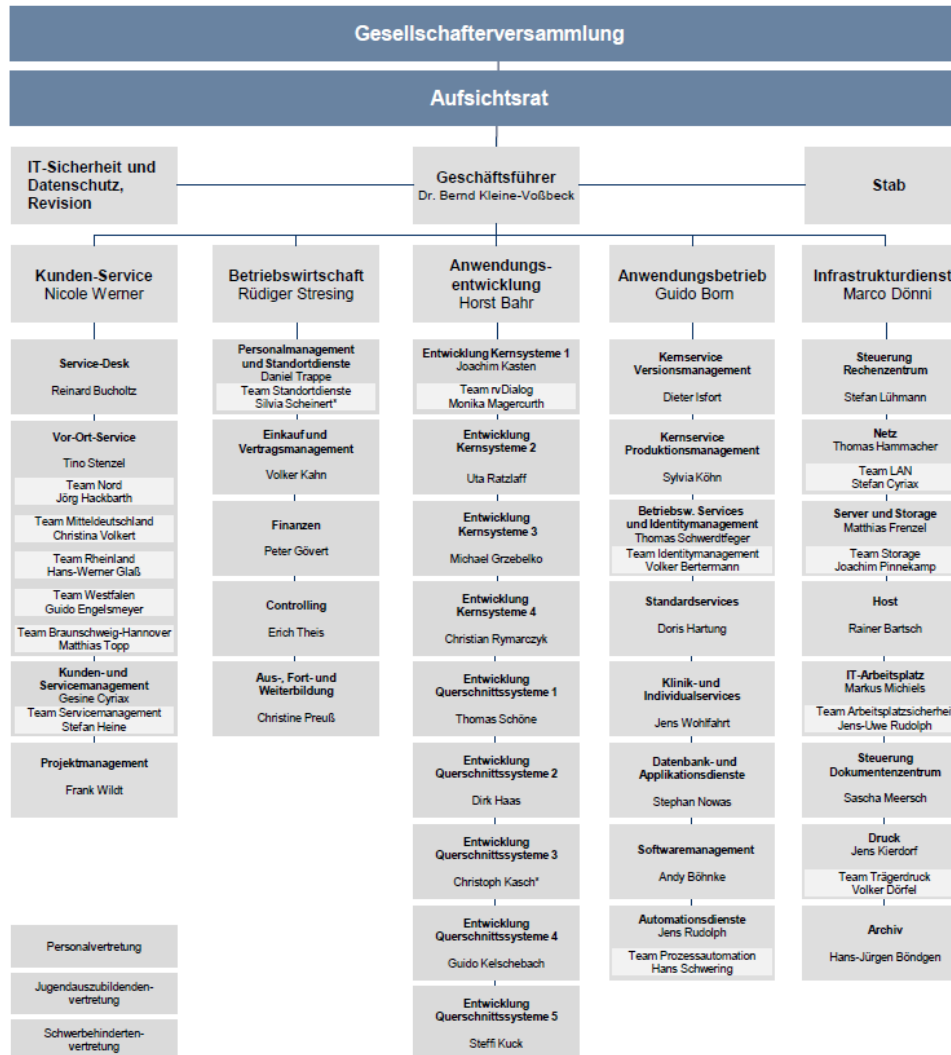 Gesellschafterversammlung
Aufsichtsrat
IT-Sicherheit und
Datenschutz,
Revision
Geschäftsführer
Dr. Bernd Kleine-Voßbeck
Stab
Kunden-Service
Nicole Werner
Betriebswirtschaft
Rüdiger Stresing
Anwendungs-
entwicklung
Horst Bahr
Anwendungsbetrieb
Guido Born
Infrastrukturdienst
Marco Dönni
Service-Desk
Reinard Bucholtz
Vor-Ort-Service
Tino Stenzel
Team Nord
Jörg Hackbarth
Team Mitteldeutschland
Christina Volkert
Team Rheinland
Hans-Werner Glaß
Team Westfalen
Guido Engelsmeyer
Team Braunschweig-Hannover
Matthias Topp
Kunden- und
Servicemanagement
Gesine Cyriax
Team Servicemanagement
Stefan Heine
Projektmanagement
Frank Wildt
Personalmanagement
und Standortdienste
Daniel Trappe
Team Standortdienste
Silvia Scheinert*
Einkauf und
Vertragsmanagement
Volker Kahn
Finanzen
Peter Gövert
Controlling
Erich Theis
Aus-, Fort- und
Weiterbildung
Christine Preuß
Entwicklung Kernsysteme 1
Joachim Kasten
Team rvDialog
Monika Magercurth
Entwicklung
Kernsysteme 2
Uta Ratzlaff
Entwicklung
Kernsysteme 3
Michael Grzebelko
Entwicklung
Kernsysteme 4
Christian Rymarczyk
Entwicklung
Querschnittssysteme 1
Thomas Schöne
Entwicklung
Querschnittssysteme 2
Dirk Haas
Entwicklung
Querschnittssysteme 3
Christoph Kasch*
Entwicklung
Querschnittssysteme 4
Guido Kelschebach
Entwicklung
Querschnittssysteme 5
Steffi Kuck
Kernservice
Versionsmanagement
Dieter Isfort
Kernservice
Produktionsmanagement
Sylvia Köhn
Betriebsw. Services
und Identitymanagement
Thomas Schwerdtfeger
Team Identitymanagement
Volker Bertermann
Standardservices
Doris Hartung
Klinik- und
Individualservices
Jens Wohlfahrt
Datenbank- und
Applikationsdienste
Stephan Nowas
Softwaremanagement
Andy Böhnke
Automationsdienste
Jens Rudolph
Team Prozessautomation
Hans Schwering
Steuerung
Rechenzentrum
Stefan Lühmann
Netz
Thomas Hammacher
Team LAN
Stefan Cyriax
Server und Storage
Matthias Frenzel
Team Storage
Joachim Pinnekamp
Host
Rainer Bartsch
IT-Arbeitsplatz
Markus Michiels
Team Arbeitsplatzsicherhei
Jens-Uwe Rudolph
Steuerung
Dokumentenzentrum
Sascha Meersch
Druck
Jens Kierdorf
Team Trägerdruck
Volker Dörfel
Archiv
Hans-Jürgen Böndgen
Personalvertretung
Jugendauszubildenden-
vertretung
Schwerbehinderten-
vertretung